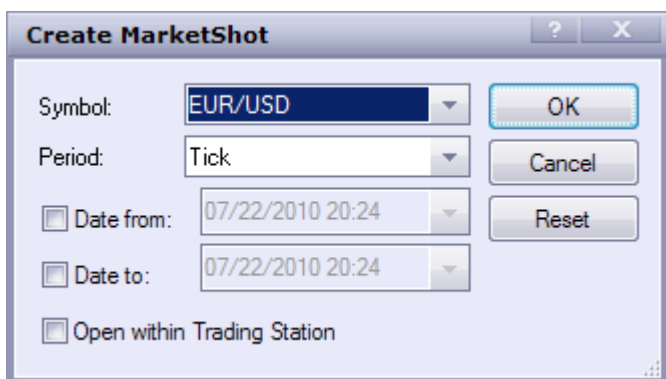 Create MarketShot
? X
Symbol: EUR/USD OK
Period: Tick Cancel
Date from: 07/22/2010 20:24 Reset
Date to: 07/22/2010 20:24
Open within Trading Station